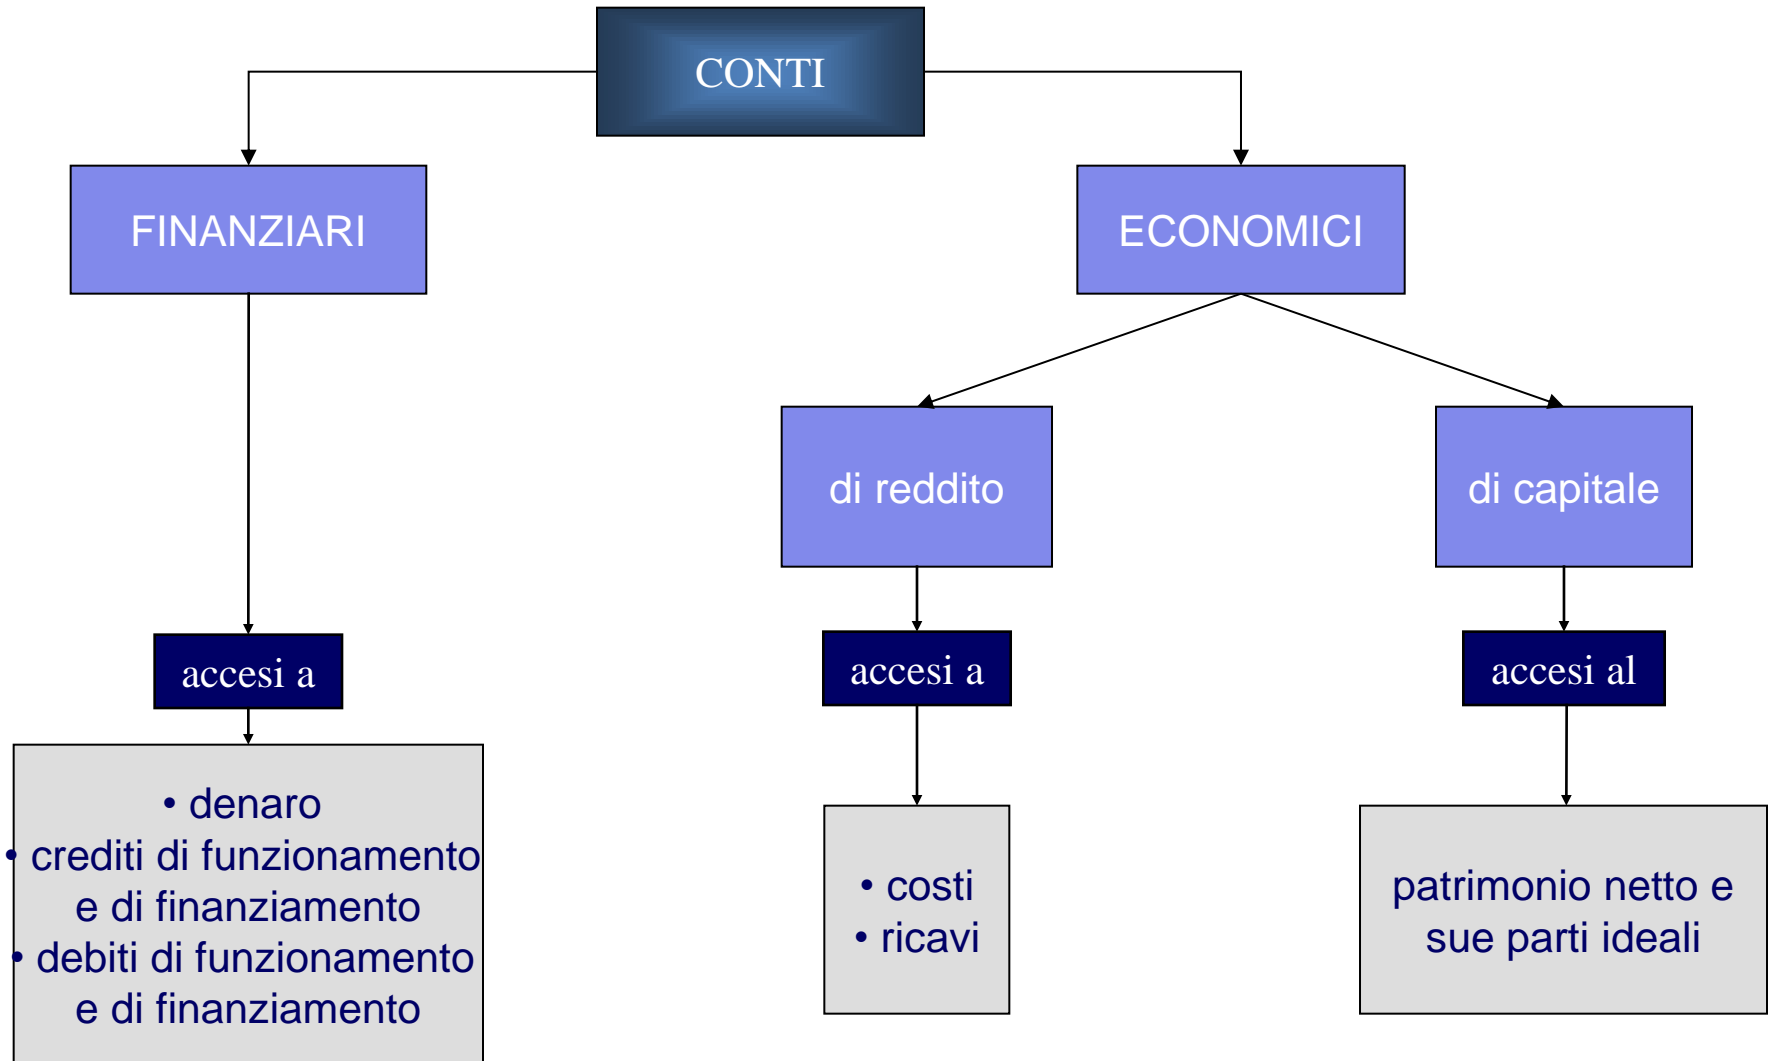 CONTI
FINANZIARI
ECONOMICI
di reddito
di capitale
accesi a
accesi a
accesi al
• denaro
• crediti di funzionamento
e di finanziamento
• debiti di funzionamento
e di finanziamento
• costi
• ricavi
patrimonio netto e
sue parti ideali